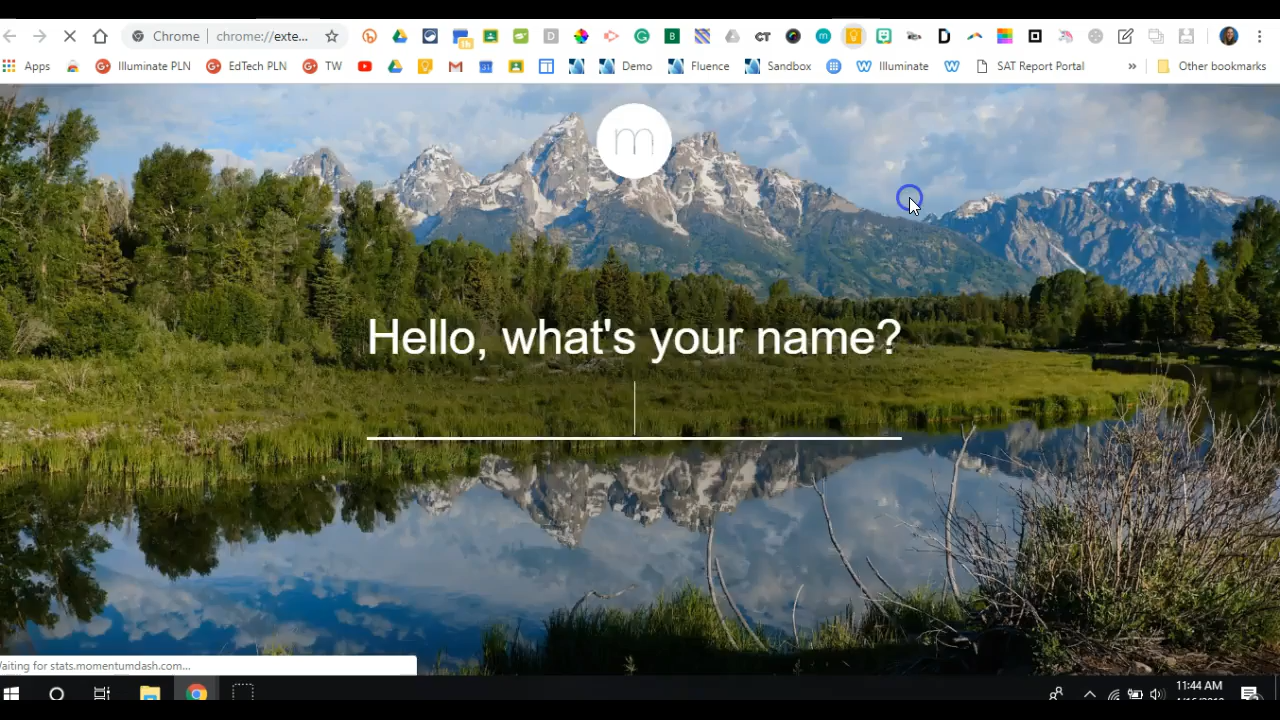 Chrome | chrome://exte...
Apps Illuminate PLN EdTech PLN TW Demo Fluence Sandbox Illuminate SAT Report Portal » Other bookmarks
m
Hello, what's your name?
Waiting for stats.momentumdash.com...
11:44 AM